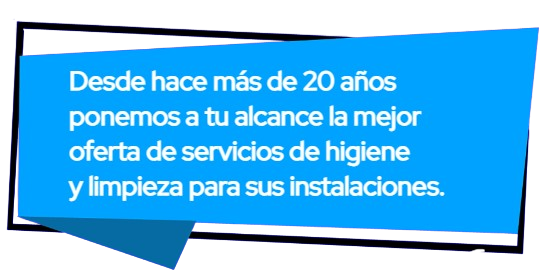 Desde hace más de 20 años
ponemos a tu alcance la mejor
oferta de servicios de higiene
y limpieza para sus instalaciones.